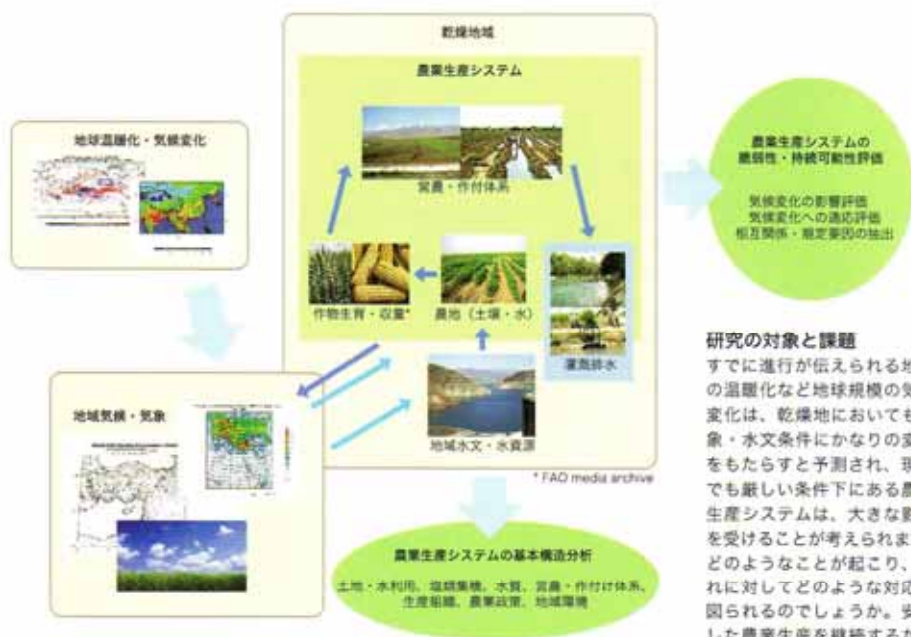 乾燥地域
農業生産システム
営農・作付体系
作物生育・収量*
農地（土壌・水）
灌漑排水
地域水文・水資源
* FAO media archive
地球温暖化・気候変化
地域気候・気象
農業生産システムの
脆弱性・持続可能性評価
気候変化の影響評価
気候変化への適応評価
相互関係・規定要因の抽出
農業生産システムの基本構造分析
土地・水利用、塩類集積、水質、営農・作付け体系、
生産組織、農業政策、地域環境
研究の対象と課題
すでに進行が伝えられる地
の温暖化など地球規模の気
変化は、乾燥地においても
象・水文条件にかなりの変
をもたらすと予測され、現
でも厳しい条件下にある農
生産システムは、大きな影
を受けることが考えられま
どのようなことが起こり、
れに対してどのような対応
図られるのでしょうか。安
した農業生産を継続するた